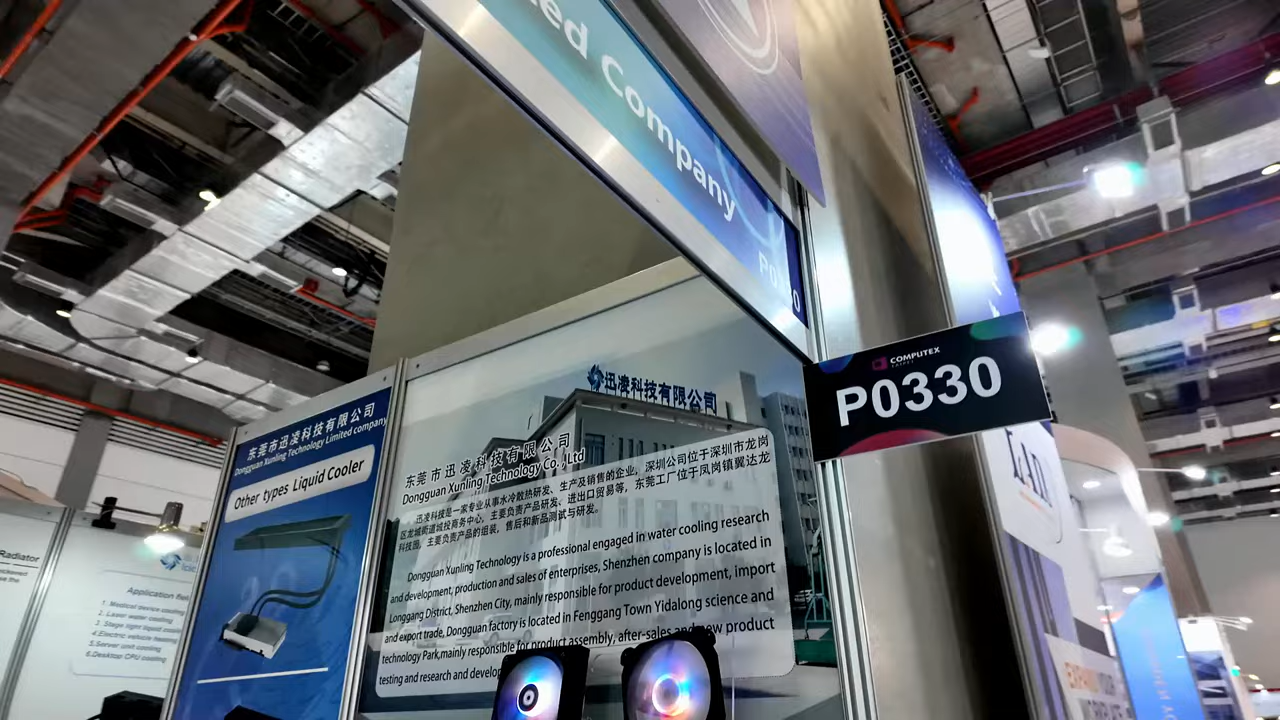 ed Company
COMPUTEX
TAIPEI
P0330
迅凌科技有限公司
东莞市迅凌科技有限公司
Dongguan Xunling Technology Limited company
Other types Liquid Cooler
东莞市迅凌科技有限公司
Dongguan Xunling Technology Co. ,Ltd
迅凌科技是一家专业从事水冷散热研发、生产及销售的企业，深圳公司位于深圳市龙岗
区龙城街道城投商务中心，主要负责产品研发、进出口贸易等，东莞工厂位于凤岗镇翼达龙
科技园，主要负责产品的组装，售后和新品测试与研发。
Dongguan Xunling Technology is a professional engaged in water cooling research
and development, production and sales of enterprises, Shenzhen company is located in
Longgang District, Shenzhen City, mainly responsible for product development, import
and export trade, Dongguan factory is located in Fenggang Town Yidalong science and
technology Park,mainly responsible for product assembly, after-sales and new product
testing and research and develop
Radiator
Application fie
1. Medical device cooling
2. Laser water cooling
3. Stage light liquid cooli
4.Electric vehicle heating
5.Server unit cooling
6.Desktop CPU cooling